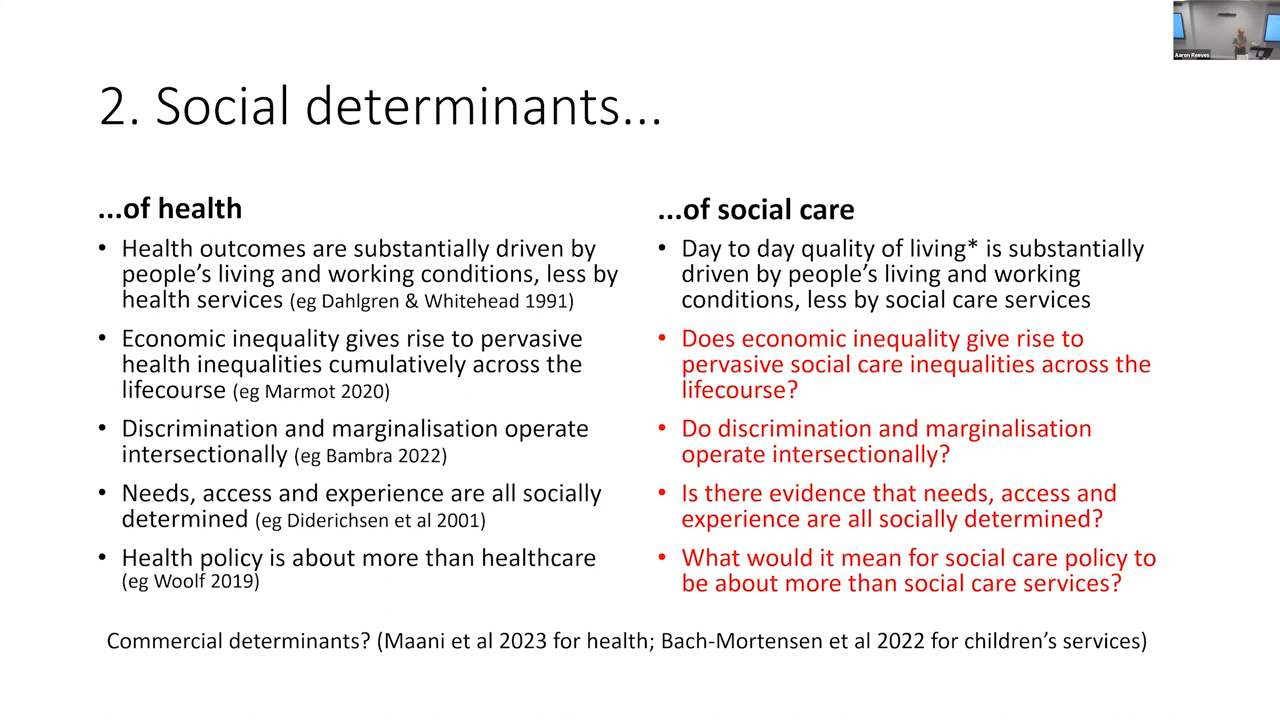 Aaron Reeves
2. Social determinants...
...of health
• Health outcomes are substantially driven by
people’s living and working conditions, less by
health services (eg Dahlgren & Whitehead 1991)
• Economic inequality gives rise to pervasive
health inequalities cumulatively across the
lifecourse (eg Marmot 2020)
• Discrimination and marginalisation operate
intersectionally (eg Bambra 2022)
• Needs, access and experience are all socially
determined (eg Diderichsen et al 2001)
• Health policy is about more than healthcare
(eg Woolf 2019)
...of social care
• Day to day quality of living* is substantially
driven by people’s living and working
conditions, less by social care services
• Does economic inequality give rise to
pervasive social care inequalities across the
lifecourse?
• Do discrimination and marginalisation
operate intersectionally?
• Is there evidence that needs, access and
experience are all socially determined?
• What would it mean for social care policy to
be about more than social care services?
Commercial determinants? (Maani et al 2023 for health; Bach-Mortensen et al 2022 for children’s services)